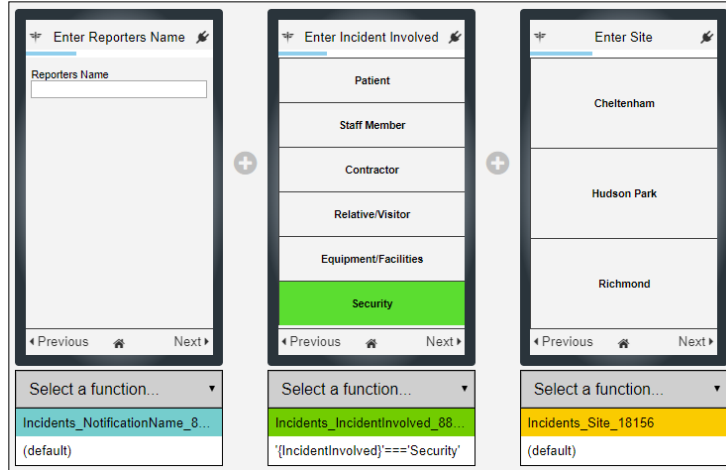 Enter Reporters Name
Reporters Name
◂ Previous
Next ▸
Select a function...
Incidents_NotificationName_8...
(default)
Enter Incident Involved
Patient
Staff Member
Contractor
Relative/Visitor
Equipment/Facilities
Security
◂ Previous
Next ▸
Select a function...
Incidents_IncidentInvolved_88...
'{IncidentInvolved}'==='Security'
Enter Site
Cheltenham
Hudson Park
Richmond
◂ Previous
Next ▸
Select a function...
Incidents_Site_18156
(default)